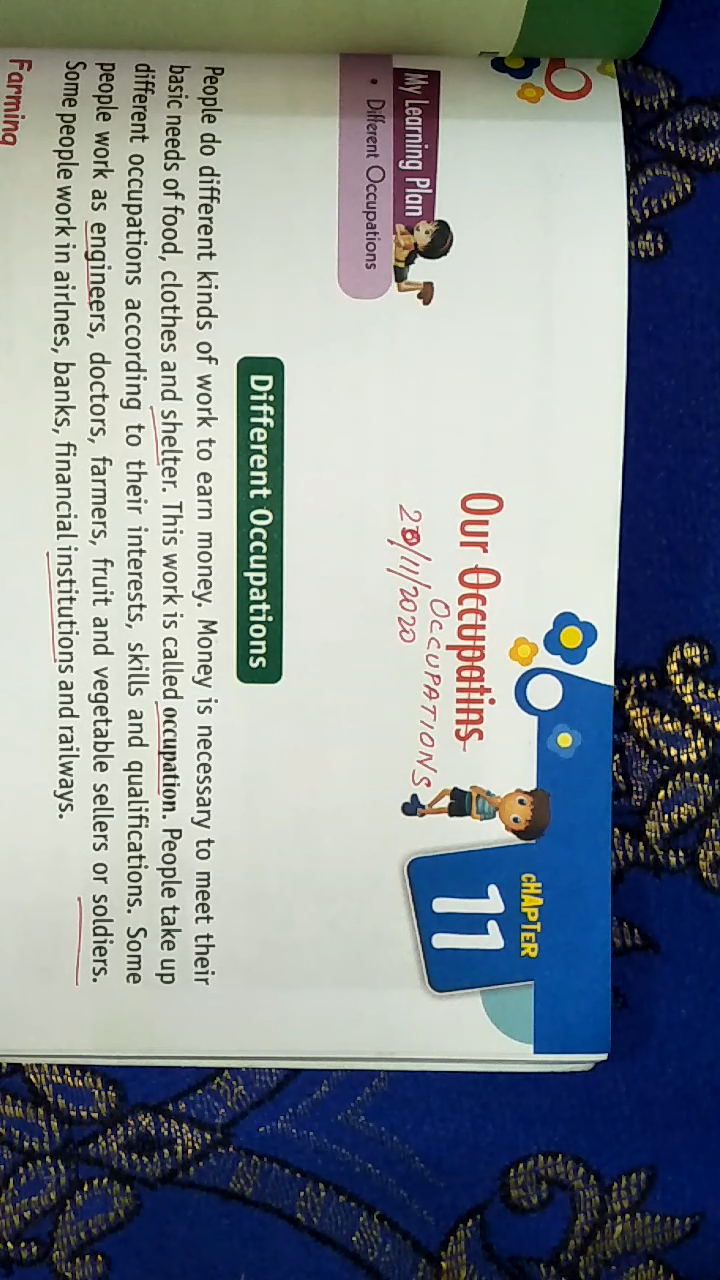 CHAPTER
11
Our Occupatins
OCCUPATIONS
20/11/2020
My Learning Plan
• Different Occupations
Different Occupations
People do different kinds of work to earn money. Money is necessary to meet their
basic needs of food, clothes and shelter. This work is called occupation. People take up
different occupations according to their interests, skills and qualifications. Some
people work as engineers, doctors, farmers, fruit and vegetable sellers or soldiers.
Some people work in airlnes, banks, financial institutions and railways.
Farming